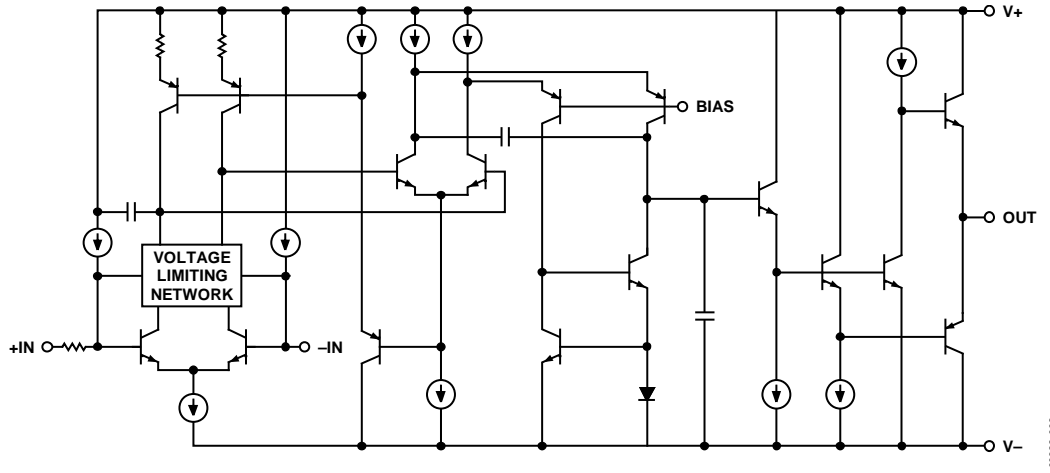 V+
BIAS
OUT
VOLTAGE
LIMITING
NETWORK
+IN
–IN
V–